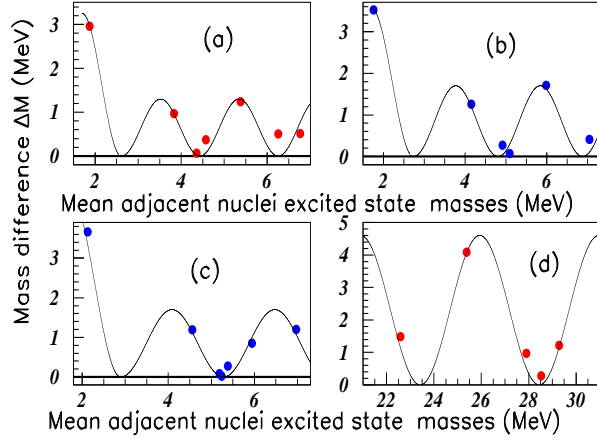 Mass difference ΔM (MeV)
3
2
1
0
(a)
3
2
1
0
(b)
2 4 6
2 4 6
Mean adjacent nuclei excited state masses (MeV)
3
2
1
0
(c)
5
4
3
2
1
0
(d)
2 4 6
22 24 26 28 30
Mean adjacent nuclei excited state masses (MeV)